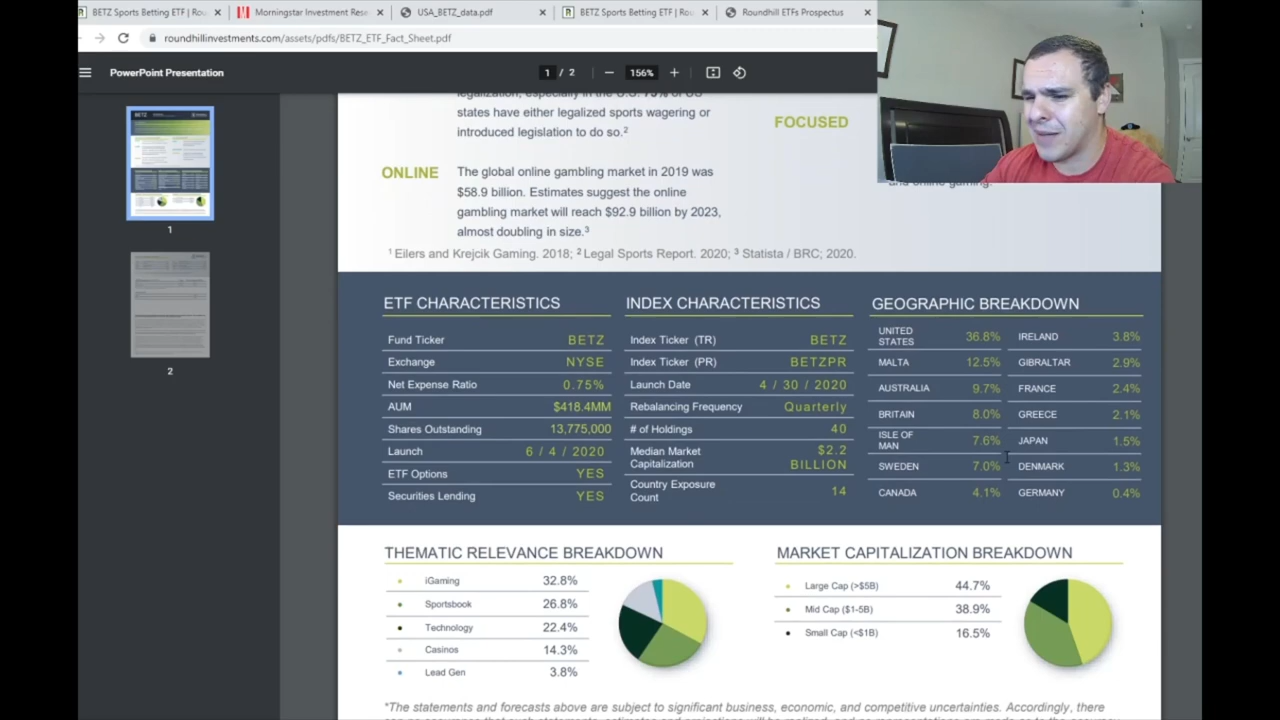 BETZ Sports Betting ETF | Rou
Morningstar Investment Rese
USA_BETZ_data.pdf
BETZ Sports Betting ETF | Rou
Roundhill ETFs Prospectus
roundhillinvestments.com/assets/pdfs/BETZ_ETF_Fact_Sheet.pdf
PowerPoint Presentation
1 / 2
156%
1
2
legalization, especially in the U.S. 75% of US
states have either legalized sports wagering or
introduced legislation to do so.2
FOCUSED
and online gaming.
ONLINE
The global online gambling market in 2019 was
$58.9 billion. Estimates suggest the online
gambling market will reach $92.9 billion by 2023,
almost doubling in size.3
1 Eilers and Krejcik Gaming. 2018; 2 Legal Sports Report. 2020; 3 Statista / BRC; 2020.
ETF CHARACTERISTICS
Fund Ticker BETZ
Exchange NYSE
Net Expense Ratio 0.75%
AUM $418.4MM
Shares Outstanding 13,775,000
Launch 6 / 4 / 2020
ETF Options YES
Securities Lending YES
INDEX CHARACTERISTICS
Index Ticker (TR) BETZ
Index Ticker (PR) BETZPR
Launch Date 4 / 30 / 2020
Rebalancing Frequency Quarterly
# of Holdings 40
Median Market $2.2
Capitalization BILLION
Country Exposure
Count 14
GEOGRAPHIC BREAKDOWN
UNITED
STATES 36.8% IRELAND 3.8%
MALTA 12.5% GIBRALTAR 2.9%
AUSTRALIA 9.7% FRANCE 2.4%
BRITAIN 8.0% GREECE 2.1%
ISLE OF
MAN 7.6% JAPAN 1.5%
SWEDEN 7.0% DENMARK 1.3%
CANADA 4.1% GERMANY 0.4%
THEMATIC RELEVANCE BREAKDOWN
iGaming 32.8%
Sportsbook 26.8%
Technology 22.4%
Casinos 14.3%
Lead Gen 3.8%
MARKET CAPITALIZATION BREAKDOWN
Large Cap (>$5B) 44.7%
Mid Cap ($1-5B) 38.9%
Small Cap (<$1B) 16.5%
*The statements and forecasts above are subject to significant business, economic, and competitive uncertainties. Accordingly, there